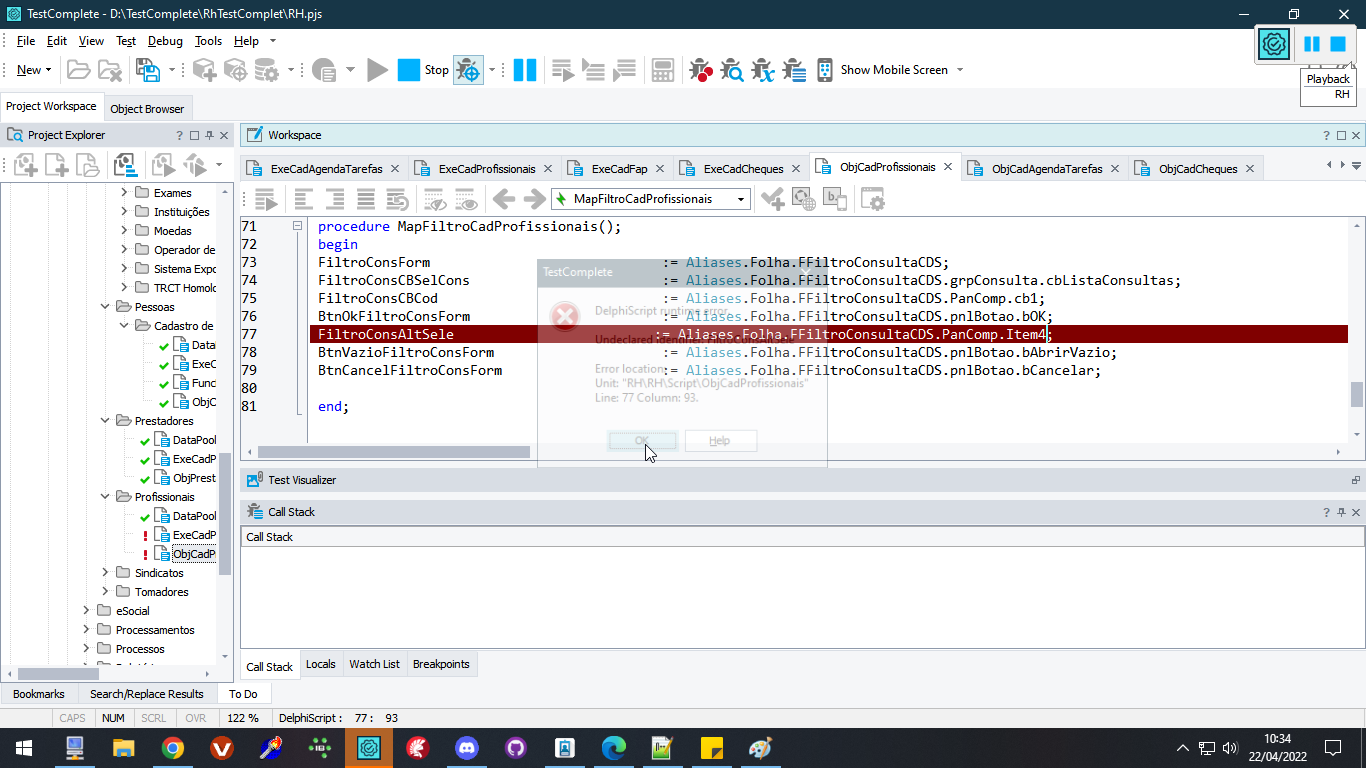 TestComplete - D:\TestComplete\RhTestComplet\RH.pjs
File Edit View Test Debug Tools Help
New Stop Show Mobile Screen
Playback
RH
Project Workspace Object Browser
Project Explorer
Workspace
ExeCadAgendaTarefas ExeCadProfissionais ExeCadFap ExeCadCheques ObjCadProfissionais ObjCadAgendaTarefas ObjCadCheques
MapFiltroCadProfissionais
Exames
Instituições
Moedas
Operador de
Sistema Expo
TRCT Homolo
Pessoas
Cadastro de
Data
ExeC
Fund
ObjC
Prestadores
DataPool
ExeCadP
ObjPrest
Profissionais
DataPool
ExeCadP
ObjCadP
Sindicatos
Tomadores
eSocial
Processamentos
Processos
71 procedure MapFiltroCadProfissionais();
72 begin
73 FiltroConsForm := Aliases.Folha.FFiltroConsultaCDS;
74 FiltroConsCBSelCons := Aliases.Folha.FFiltroConsultaCDS.grpConsulta.cbListaConsultas;
75 FiltroConsCBCod := Aliases.Folha.FFiltroConsultaCDS.PanComp.cb1;
76 BtnOkFiltroConsForm := Aliases.Folha.FFiltroConsultaCDS.pnlBotao.bOK;
77 FiltroConsAltSele := Aliases.Folha.FFiltroConsultaCDS.PanComp.Item4;
78 BtnVazioFiltroConsForm := Aliases.Folha.FFiltroConsultaCDS.pnlBotao.bAbrirVazio;
79 BtnCancelFiltroConsForm := Aliases.Folha.FFiltroConsultaCDS.pnlBotao.bCancelar;
80
81 end;
TestComplete
DelphiScript runtime error.
Undeclared identifier
Error location:
Unit: "RH\RH\Script\ObjCadProfissionais"
Line: 77 Column: 93.
OK Help
Test Visualizer
Call Stack
Call Stack
Call Stack Locals Watch List Breakpoints
Bookmarks Search/Replace Results To Do
CAPS NUM SCRL OVR 122 % DelphiScript : 77 : 93
10:34
22/04/2022